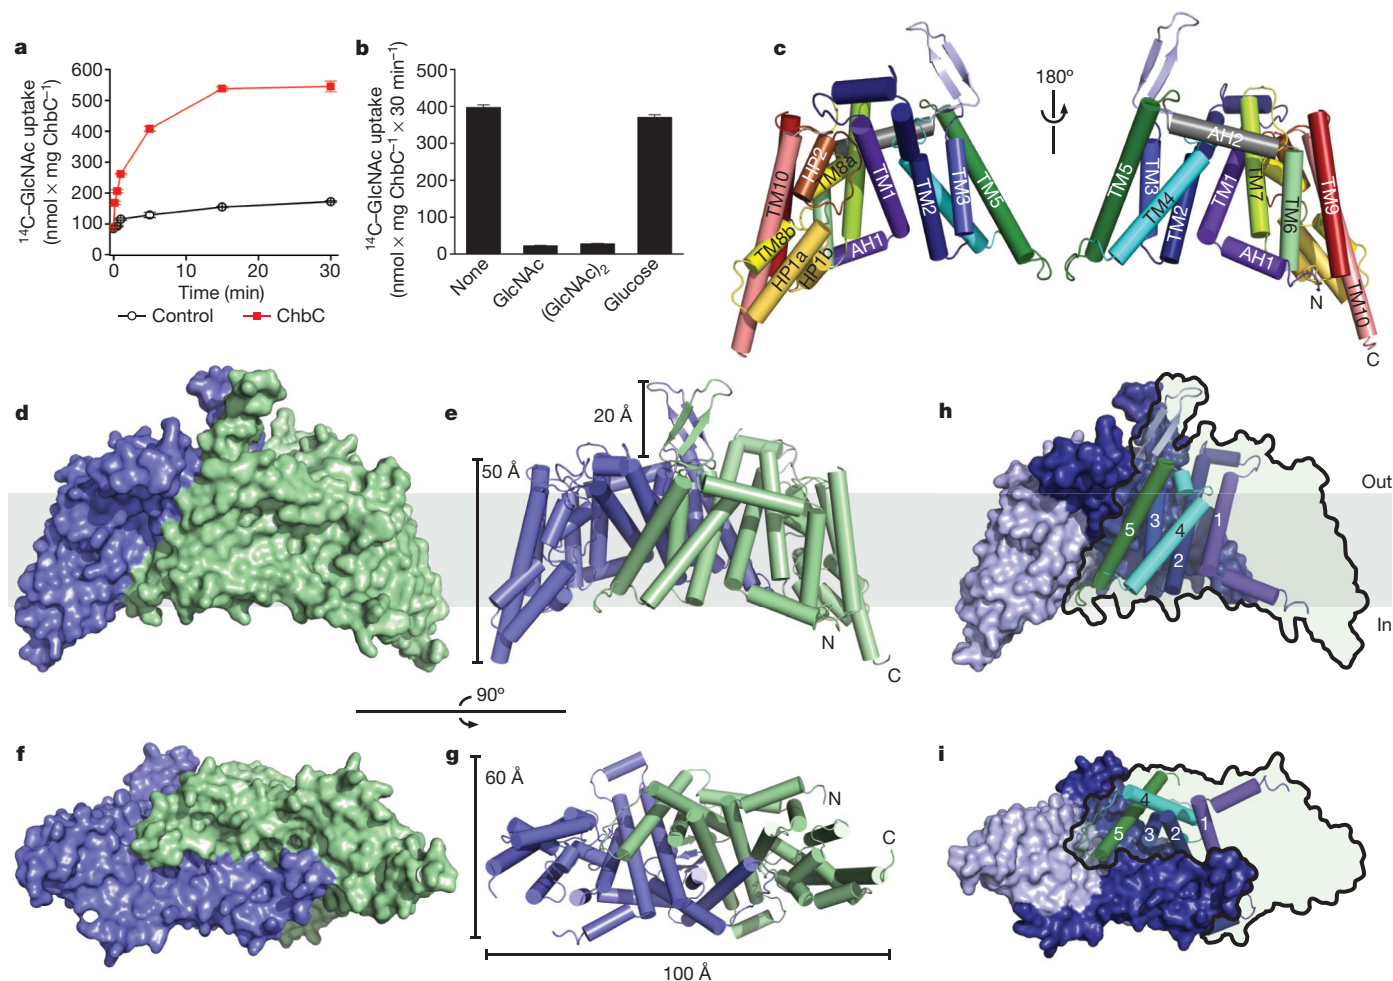 a
600
500
400
300
200
100
0
¹⁴C–GlcNAc uptake
(nmol × mg ChbC⁻¹)
0
10
20
30
Time (min)
Control
ChbC
b
500
400
300
200
100
0
¹⁴C–GlcNAc uptake
(nmol × mg ChbC⁻¹ × 30 min⁻¹)
None
GlcNAc
(GlcNAc)₂
Glucose
c
TM10
HP2
TM8a
TM1
TM2
TM3
TM5
TM8b
HP1a
HP1b
AH1
180º
TM5
TM3
TM4
TM2
TM1
AH2
TM7
TM6
TM9
AH1
N
TM10
C
d
e
20 Å
50 Å
N
C
h
Out
5
3
4
1
2
In
90º
f
g
60 Å
N
C
100 Å
i
4
5
3
2
1